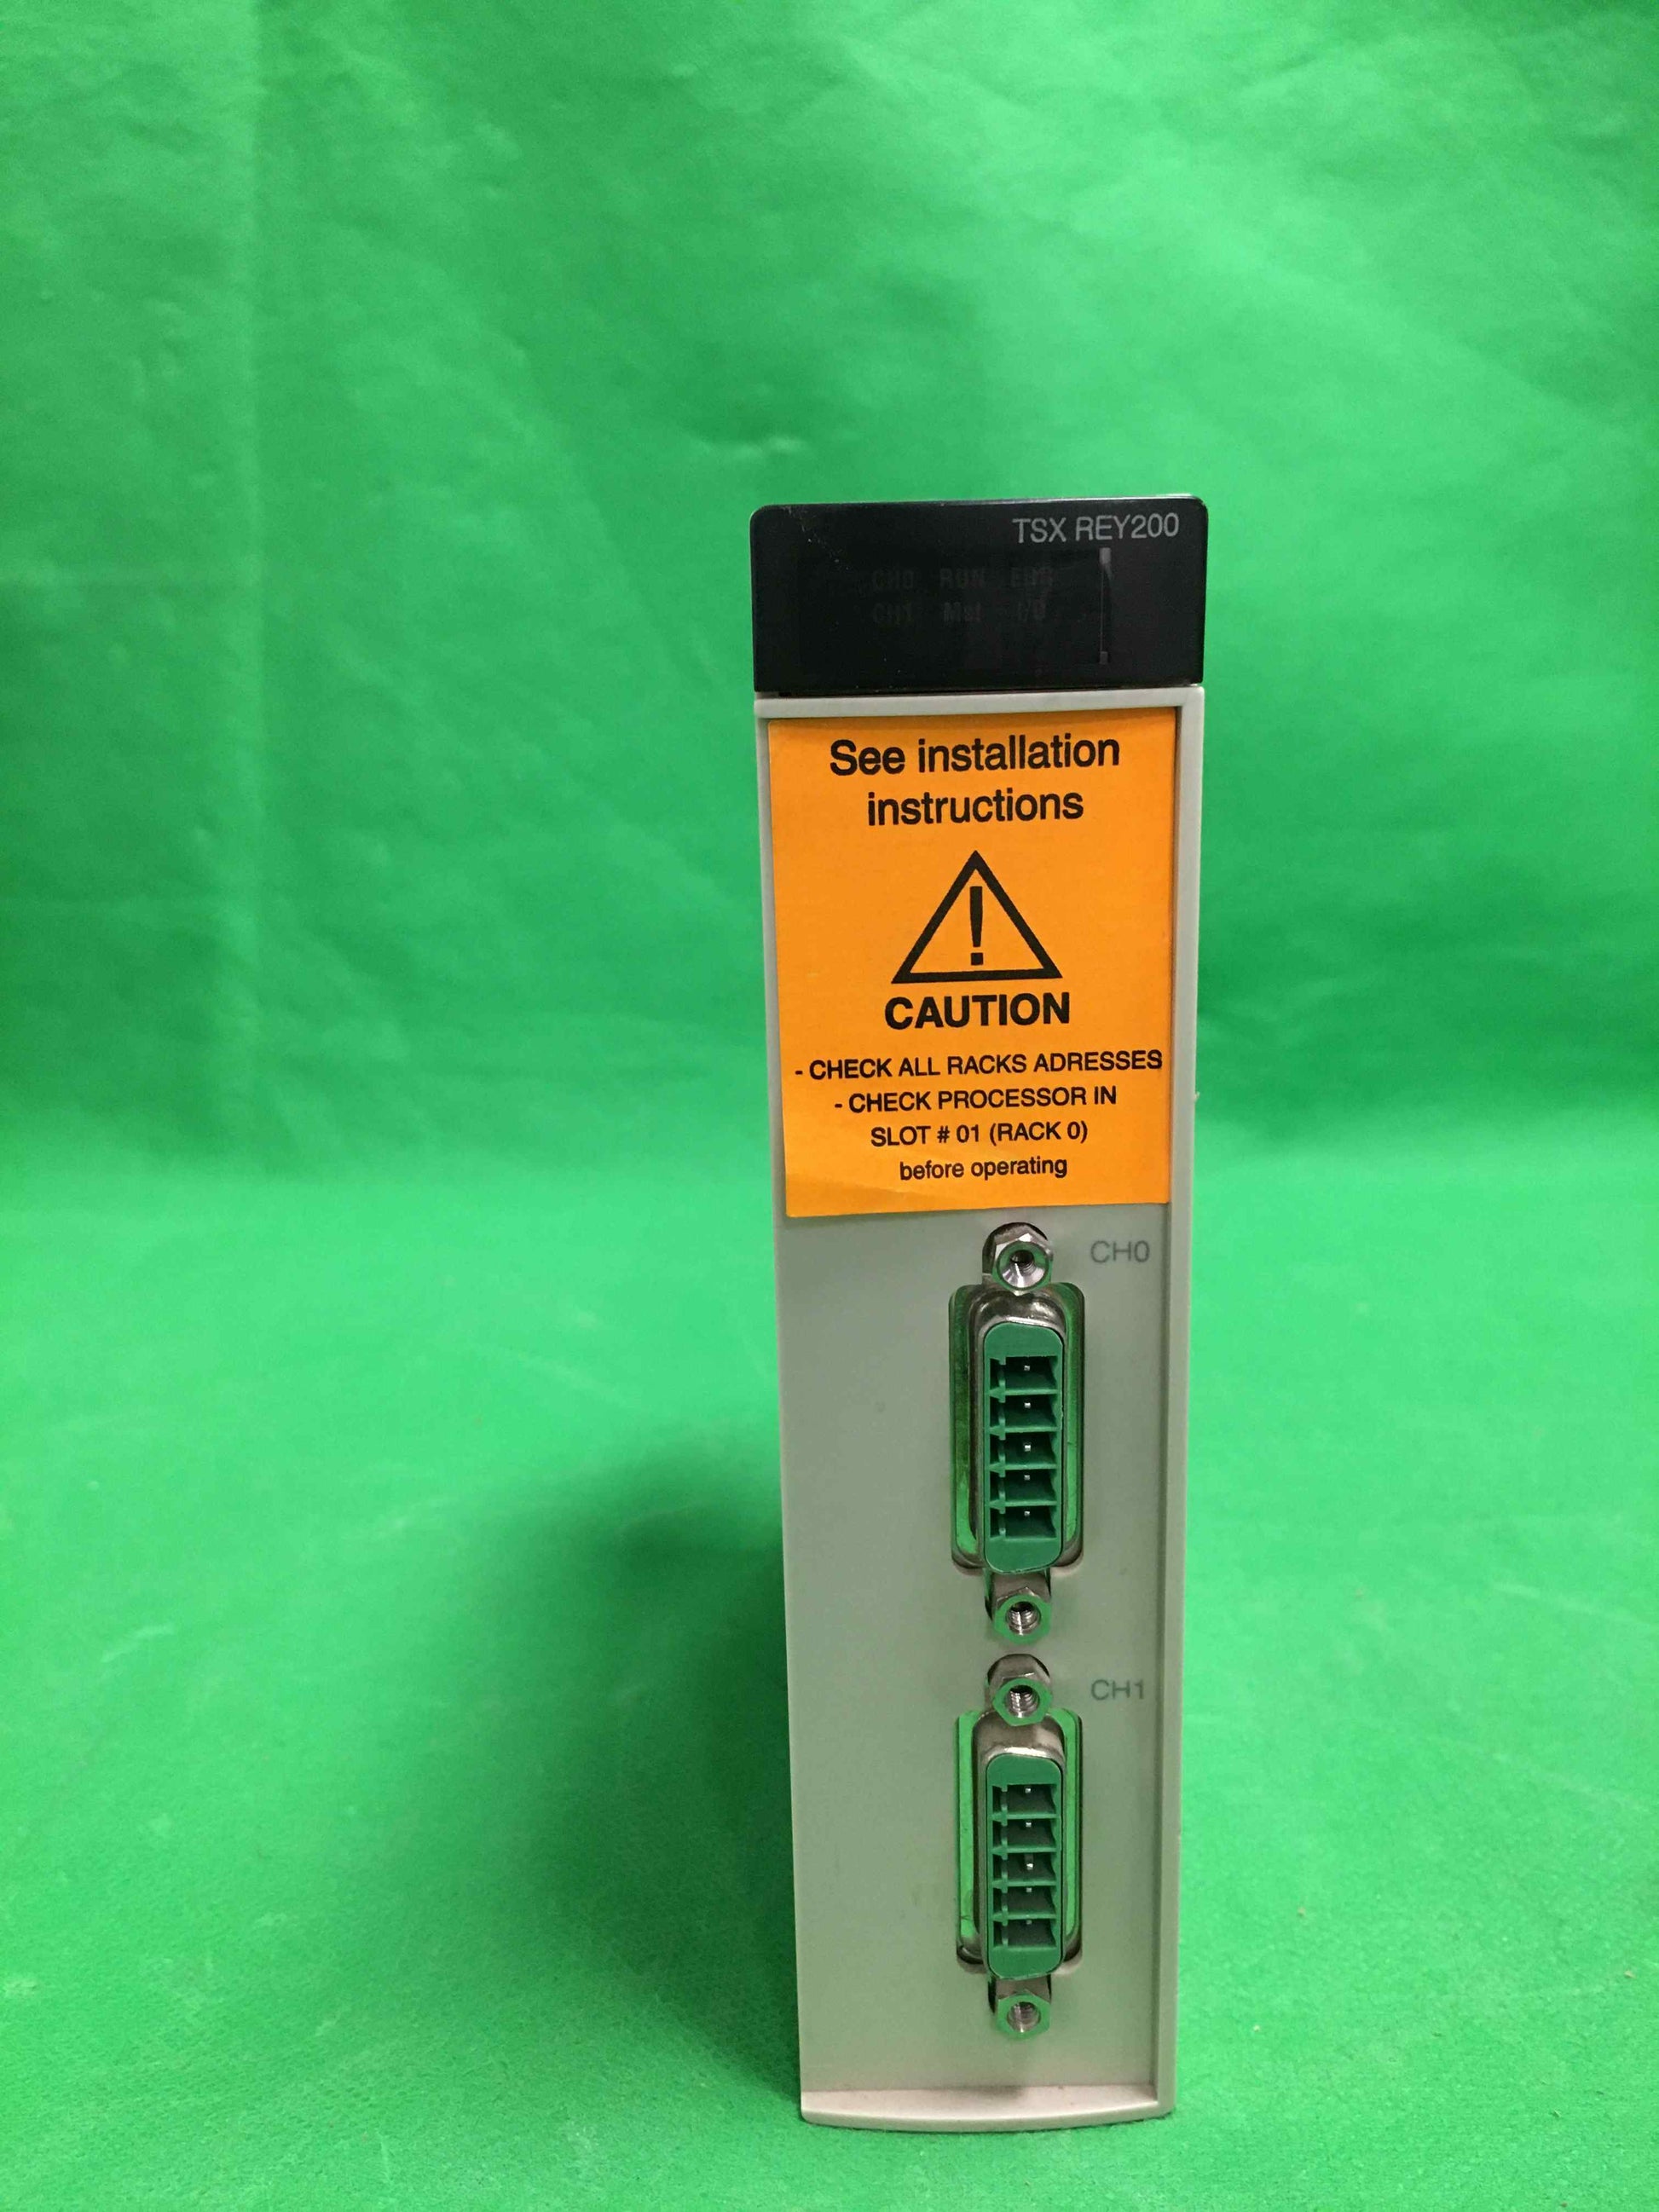 TSX REY200
CH0 RUN ERR
CH1 Mst I/O
See installation
instructions
!
CAUTION
- CHECK ALL RACKS ADRESSES
- CHECK PROCESSOR IN
SLOT # 01 (RACK 0)
before operating
CH0
CH1